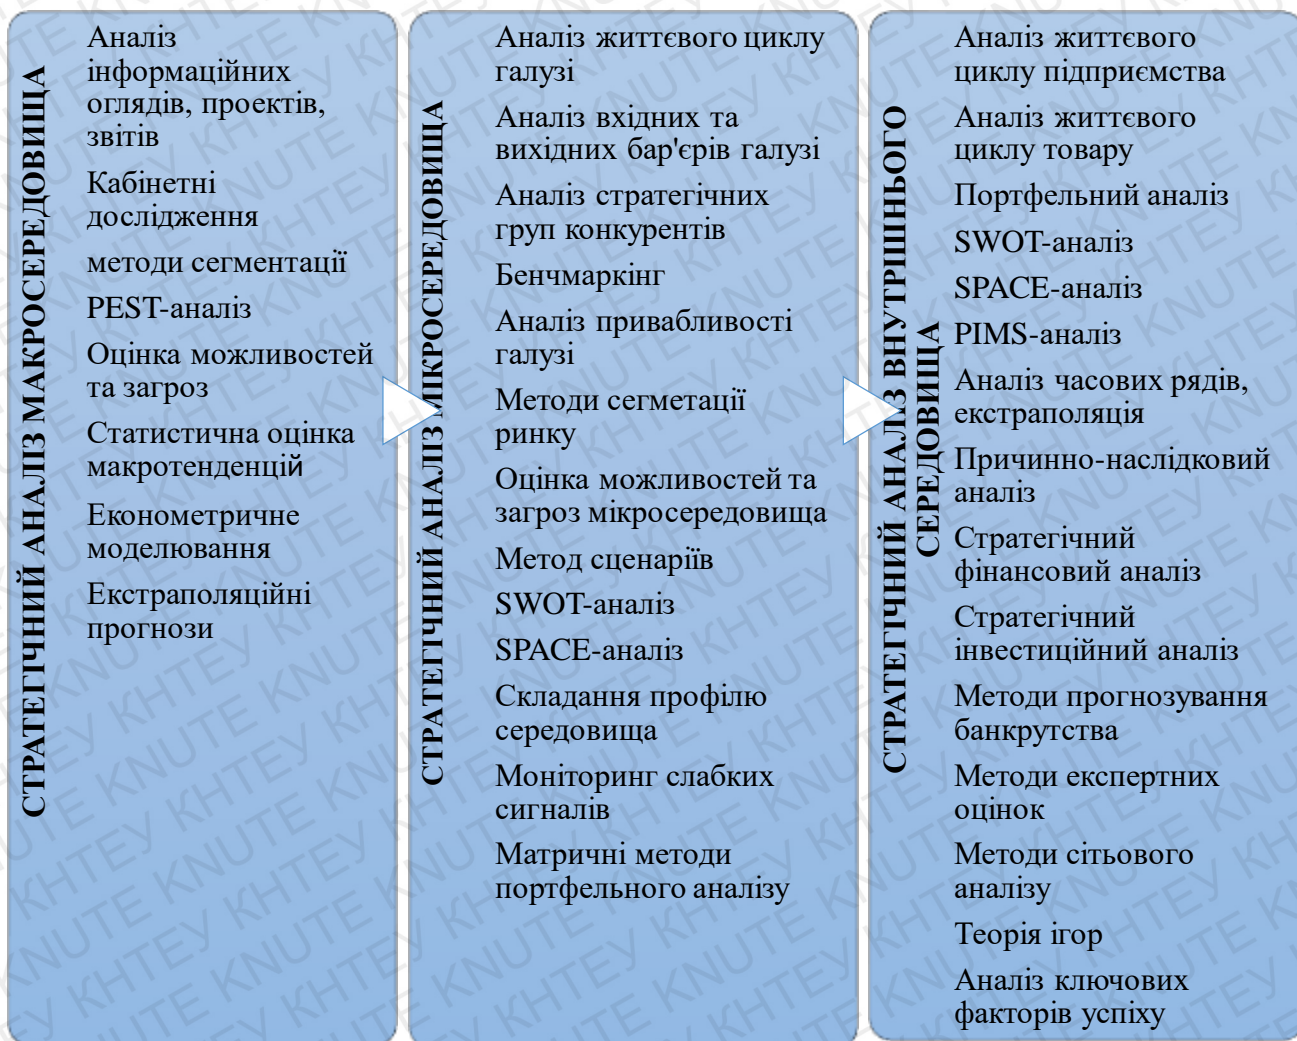 СТРАТЕГІЧНИЙ АНАЛІЗ МАКРОСЕРЕДОВИЩА
Аналіз
інформаційних
оглядів, проектів,
звітів
Кабінетні
дослідження
методи сегментації
PEST-аналіз
Оцінка можливостей
та загроз
Статистична оцінка
макротенденцій
Економетричне
моделювання
Екстраполяційні
прогнози
СТРАТЕГІЧНИЙ АНАЛІЗ МІКРОСЕРЕДОВИЩА
Аналіз життєвого циклу
галузі
Аналіз вхідних та
вихідних бар'єрів галузі
Аналіз стратегічних
груп конкурентів
Бенчмаркінг
Аналіз привабливості
галузі
Методи сегметації
ринку
Оцінка можливостей та
загроз мікросередовища
Метод сценаріїв
SWOT-аналіз
SPACE-аналіз
Складання профілю
середовища
Моніторинг слабких
сигналів
Матричні методи
портфельного аналізу
СТРАТЕГІЧНИЙ АНАЛІЗ ВНУТРІШНЬОГО
СЕРЕДОВИЩА
Аналіз життєвого
циклу підприємства
Аналіз життєвого
циклу товару
Портфельний аналіз
SWOT-аналіз
SPACE-аналіз
PIMS-аналіз
Аналіз часових рядів,
екстраполяція
Причинно-наслідковий
аналіз
Стратегічний
фінансовий аналіз
Стратегічний
інвестиційний аналіз
Методи прогнозування
банкрутства
Методи експертних
оцінок
Методи сітьового
аналізу
Теорія ігор
Аналіз ключових
факторів успіху